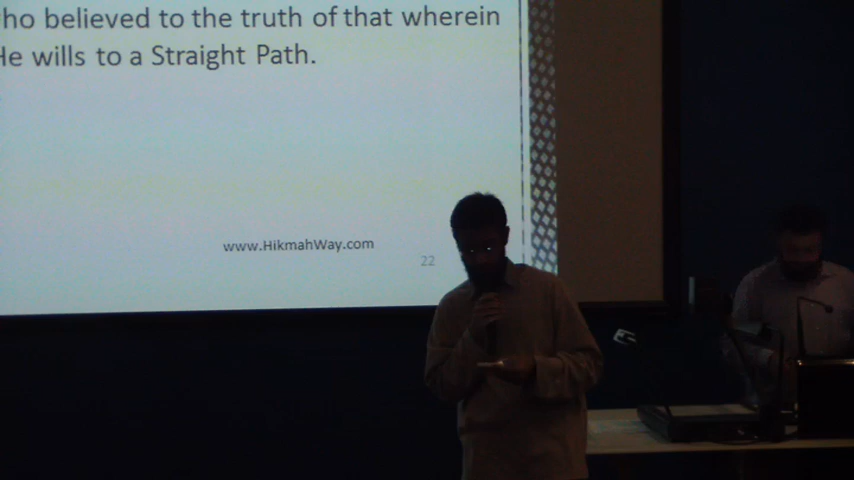 ho believed to the truth of that wherein
He wills to a Straight Path.
www.HikmahWay.com
22